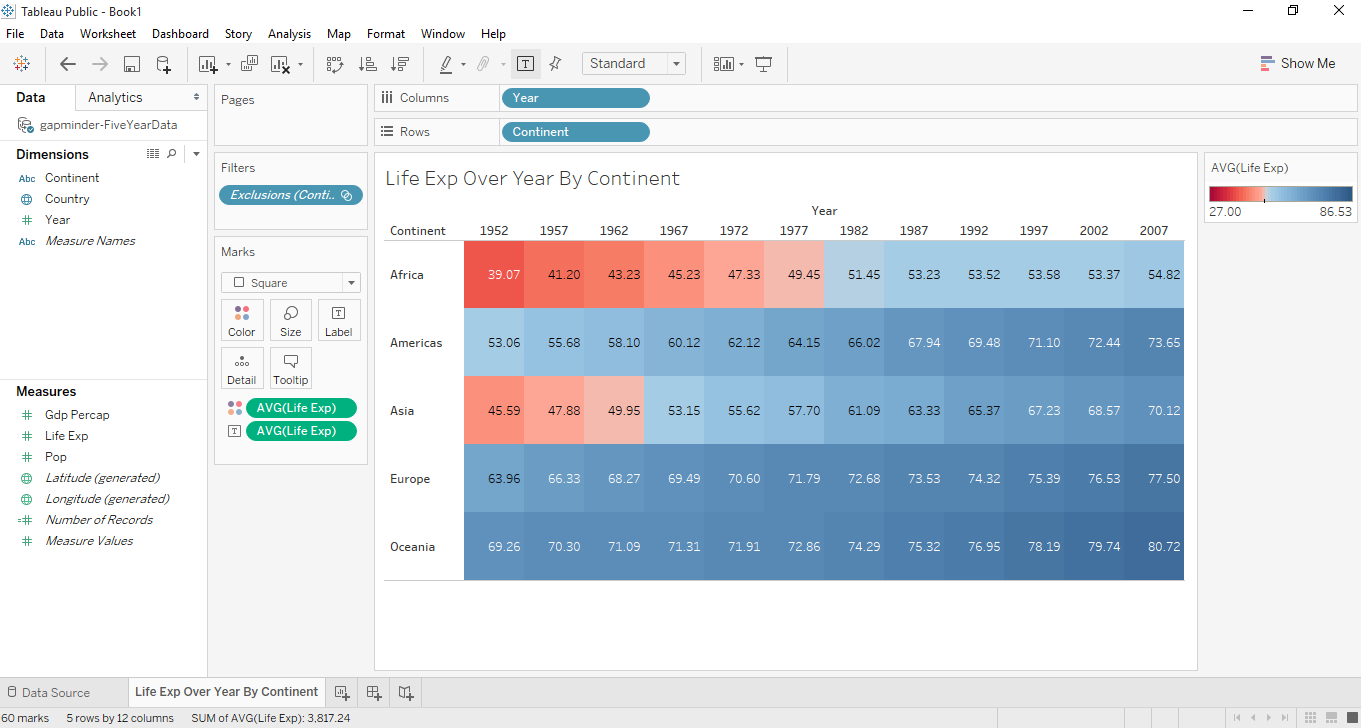 Tableau Public - Book1
File Data Worksheet Dashboard Story Analysis Map Format Window Help
Standard
Show Me
Data
Analytics
gapminder-FiveYearData
Dimensions
Abc Continent
Country
Year
Abc Measure Names
Measures
Gdp Percap
Life Exp
Pop
Latitude (generated)
Longitude (generated)
Number of Records
Measure Values
Pages
Filters
Exclusions (Conti..
Marks
Square
Color Size Label
Detail Tooltip
AVG(Life Exp)
AVG(Life Exp)
Columns Year
Rows Continent
Life Exp Over Year By Continent
Year
Continent 1952 1957 1962 1967 1972 1977 1982 1987 1992 1997 2002 2007
Africa 39.07 41.20 43.23 45.23 47.33 49.45 51.45 53.23 53.52 53.58 53.37 54.82
Americas 53.06 55.68 58.10 60.12 62.12 64.15 66.02 67.94 69.48 71.10 72.44 73.65
Asia 45.59 47.88 49.95 53.15 55.62 57.70 61.09 63.33 65.37 67.23 68.57 70.12
Europe 63.96 66.33 68.27 69.49 70.60 71.79 72.68 73.53 74.32 75.39 76.53 77.50
Oceania 69.26 70.30 71.09 71.31 71.91 72.86 74.29 75.32 76.95 78.19 79.74 80.72
AVG(Life Exp)
27.00 86.53
Data Source Life Exp Over Year By Continent
60 marks 5 rows by 12 columns SUM of AVG(Life Exp): 3,817.24